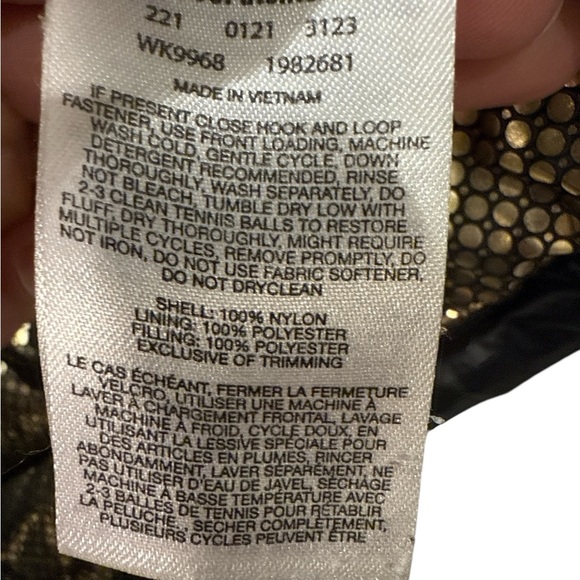 221 0121 3123
WK9968 1982681
MADE IN VIETNAM
IF PRESENT CLOSE HOOK AND LOOP
FASTENER, USE FRONT LOADING, MACHINE
WASH COLD, GENTLE CYCLE, DOWN
DETERGENT RECOMMENDED, RINSE
THOROUGHLY, WASH SEPARATELY, DO
NOT BLEACH, TUMBLE DRY LOW WITH
2-3 CLEAN TENNIS BALLS TO RESTORE
FLUFF, DRY THOROUGHLY, MIGHT REQUIRE
MULTIPLE CYCLES, REMOVE PROMPTLY, DO
NOT IRON, DO NOT USE FABRIC SOFTENER,
DO NOT DRYCLEAN
SHELL: 100% NYLON
LINING: 100% POLYESTER
FILLING: 100% POLYESTER
EXCLUSIVE OF TRIMMING
LE CAS ÉCHÉANT, FERMER LA FERMETURE
VELCRO, UTILISER UNE MACHINE À
LAVER À CHARGEMENT FRONTAL, LAVAGE
MACHINE À FROID, CYCLE DOUX, EN
UTILISANT LA LESSIVE SPÉCIALE POUR
DES ARTICLES EN PLUMES, RINCER
ABONDAMMENT, LAVER SÉPARÉMENT, NE
PAS UTILISER D'EAU DE JAVEL, SÉCHAGE
MACHINE À BASSE TEMPÉRATURE AVEC
2-3 BALLES DE TENNIS POUR RÉTABLIR
LA PELUCHE., SÉCHER COMPLÈTEMENT,
PLUSIEURS CYCLES PEUVENT ÊTRE